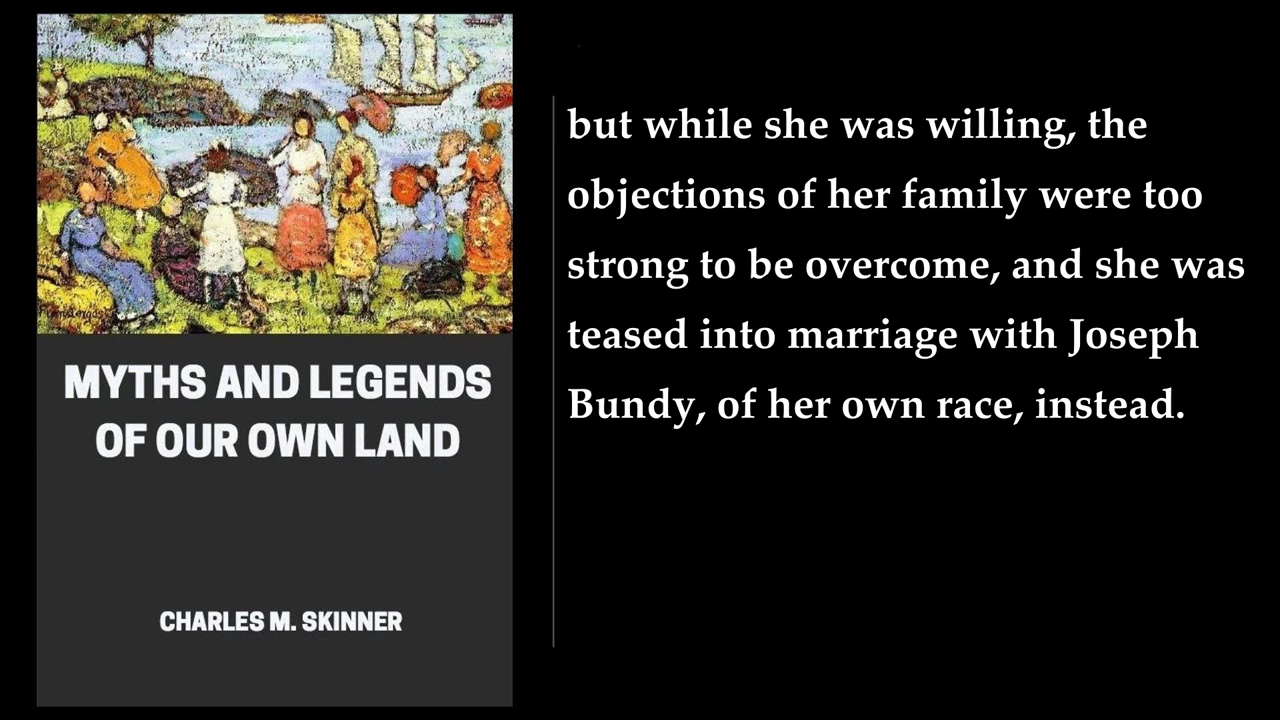 MYTHS AND LEGENDS
OF OUR OWN LAND
CHARLES M. SKINNER
but while she was willing, the
objections of her family were too
strong to be overcome, and she was
teased into marriage with Joseph
Bundy, of her own race, instead.